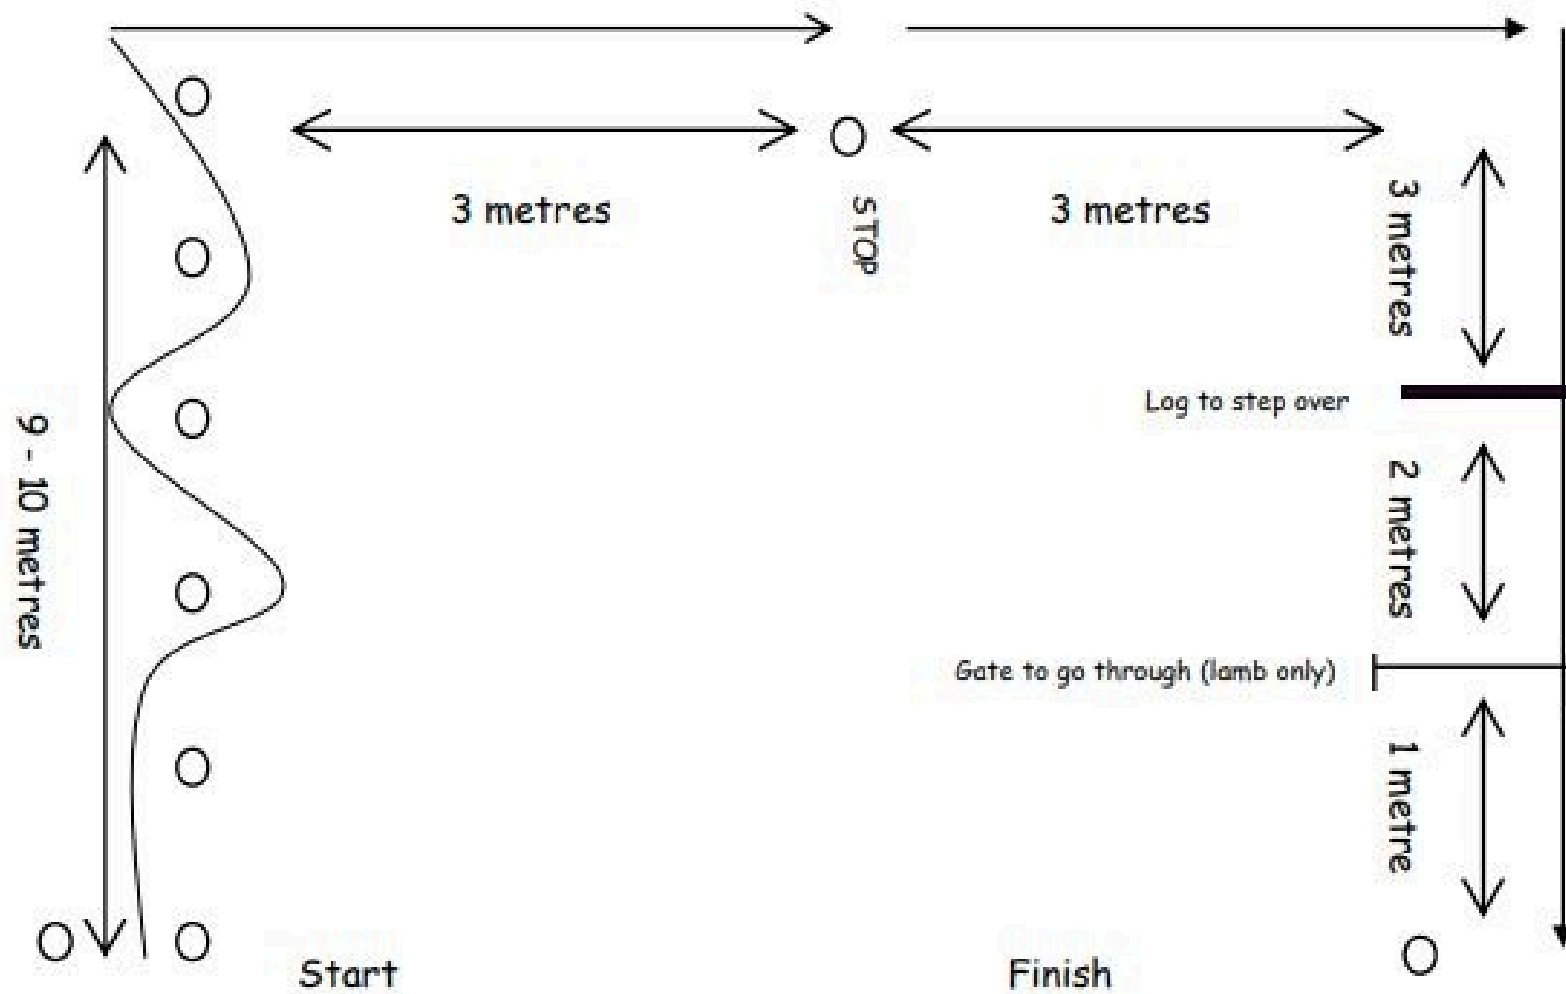 3 metres
STOP
3 metres
3 metres
Log to step over
9 - 10 metres
2 metres
Gate to go through (lamb only)
1 metre
Start
Finish